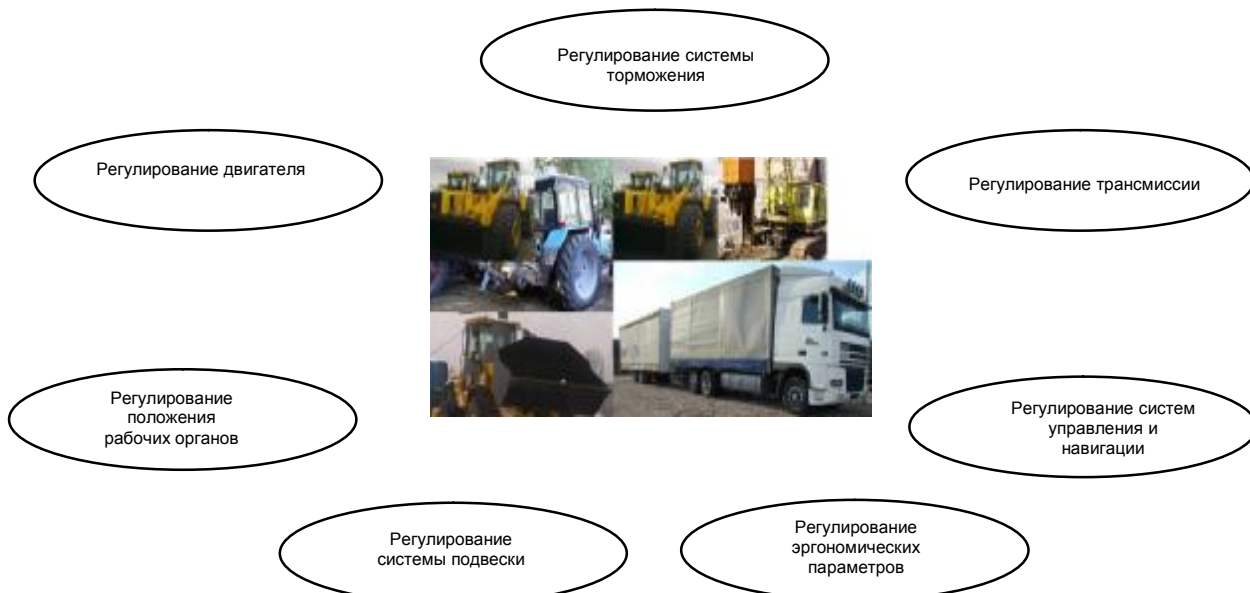 Регулирование системы
торможения
Регулирование двигателя
Регулирование трансмиссии
Регулирование
положения
рабочих органов
Регулирование систем
управления и
навигации
Регулирование
системы подвески
Регулирование
эргономических
параметров